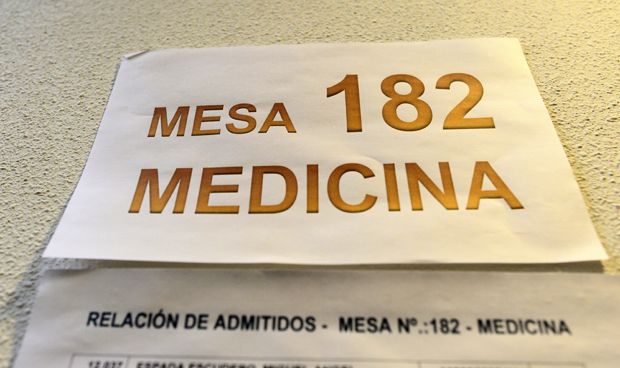 MESA 182
MEDICINA
RELACIÓN DE ADMITIDOS - MESA Nº.:182 - MEDICINA